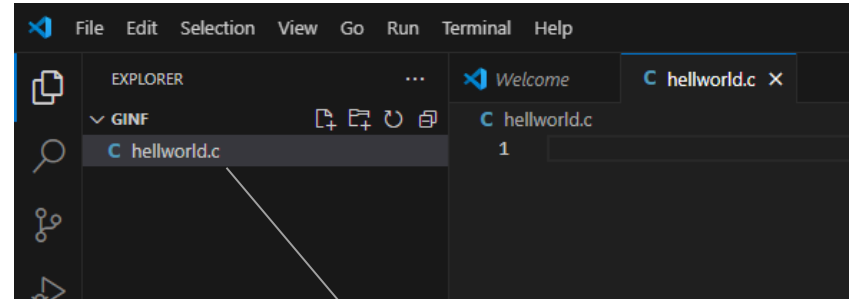 File Edit Selection View Go Run Terminal Help
EXPLORER ...
GINF
C hellworld.c
Welcome
C hellworld.c
C hellworld.c
1